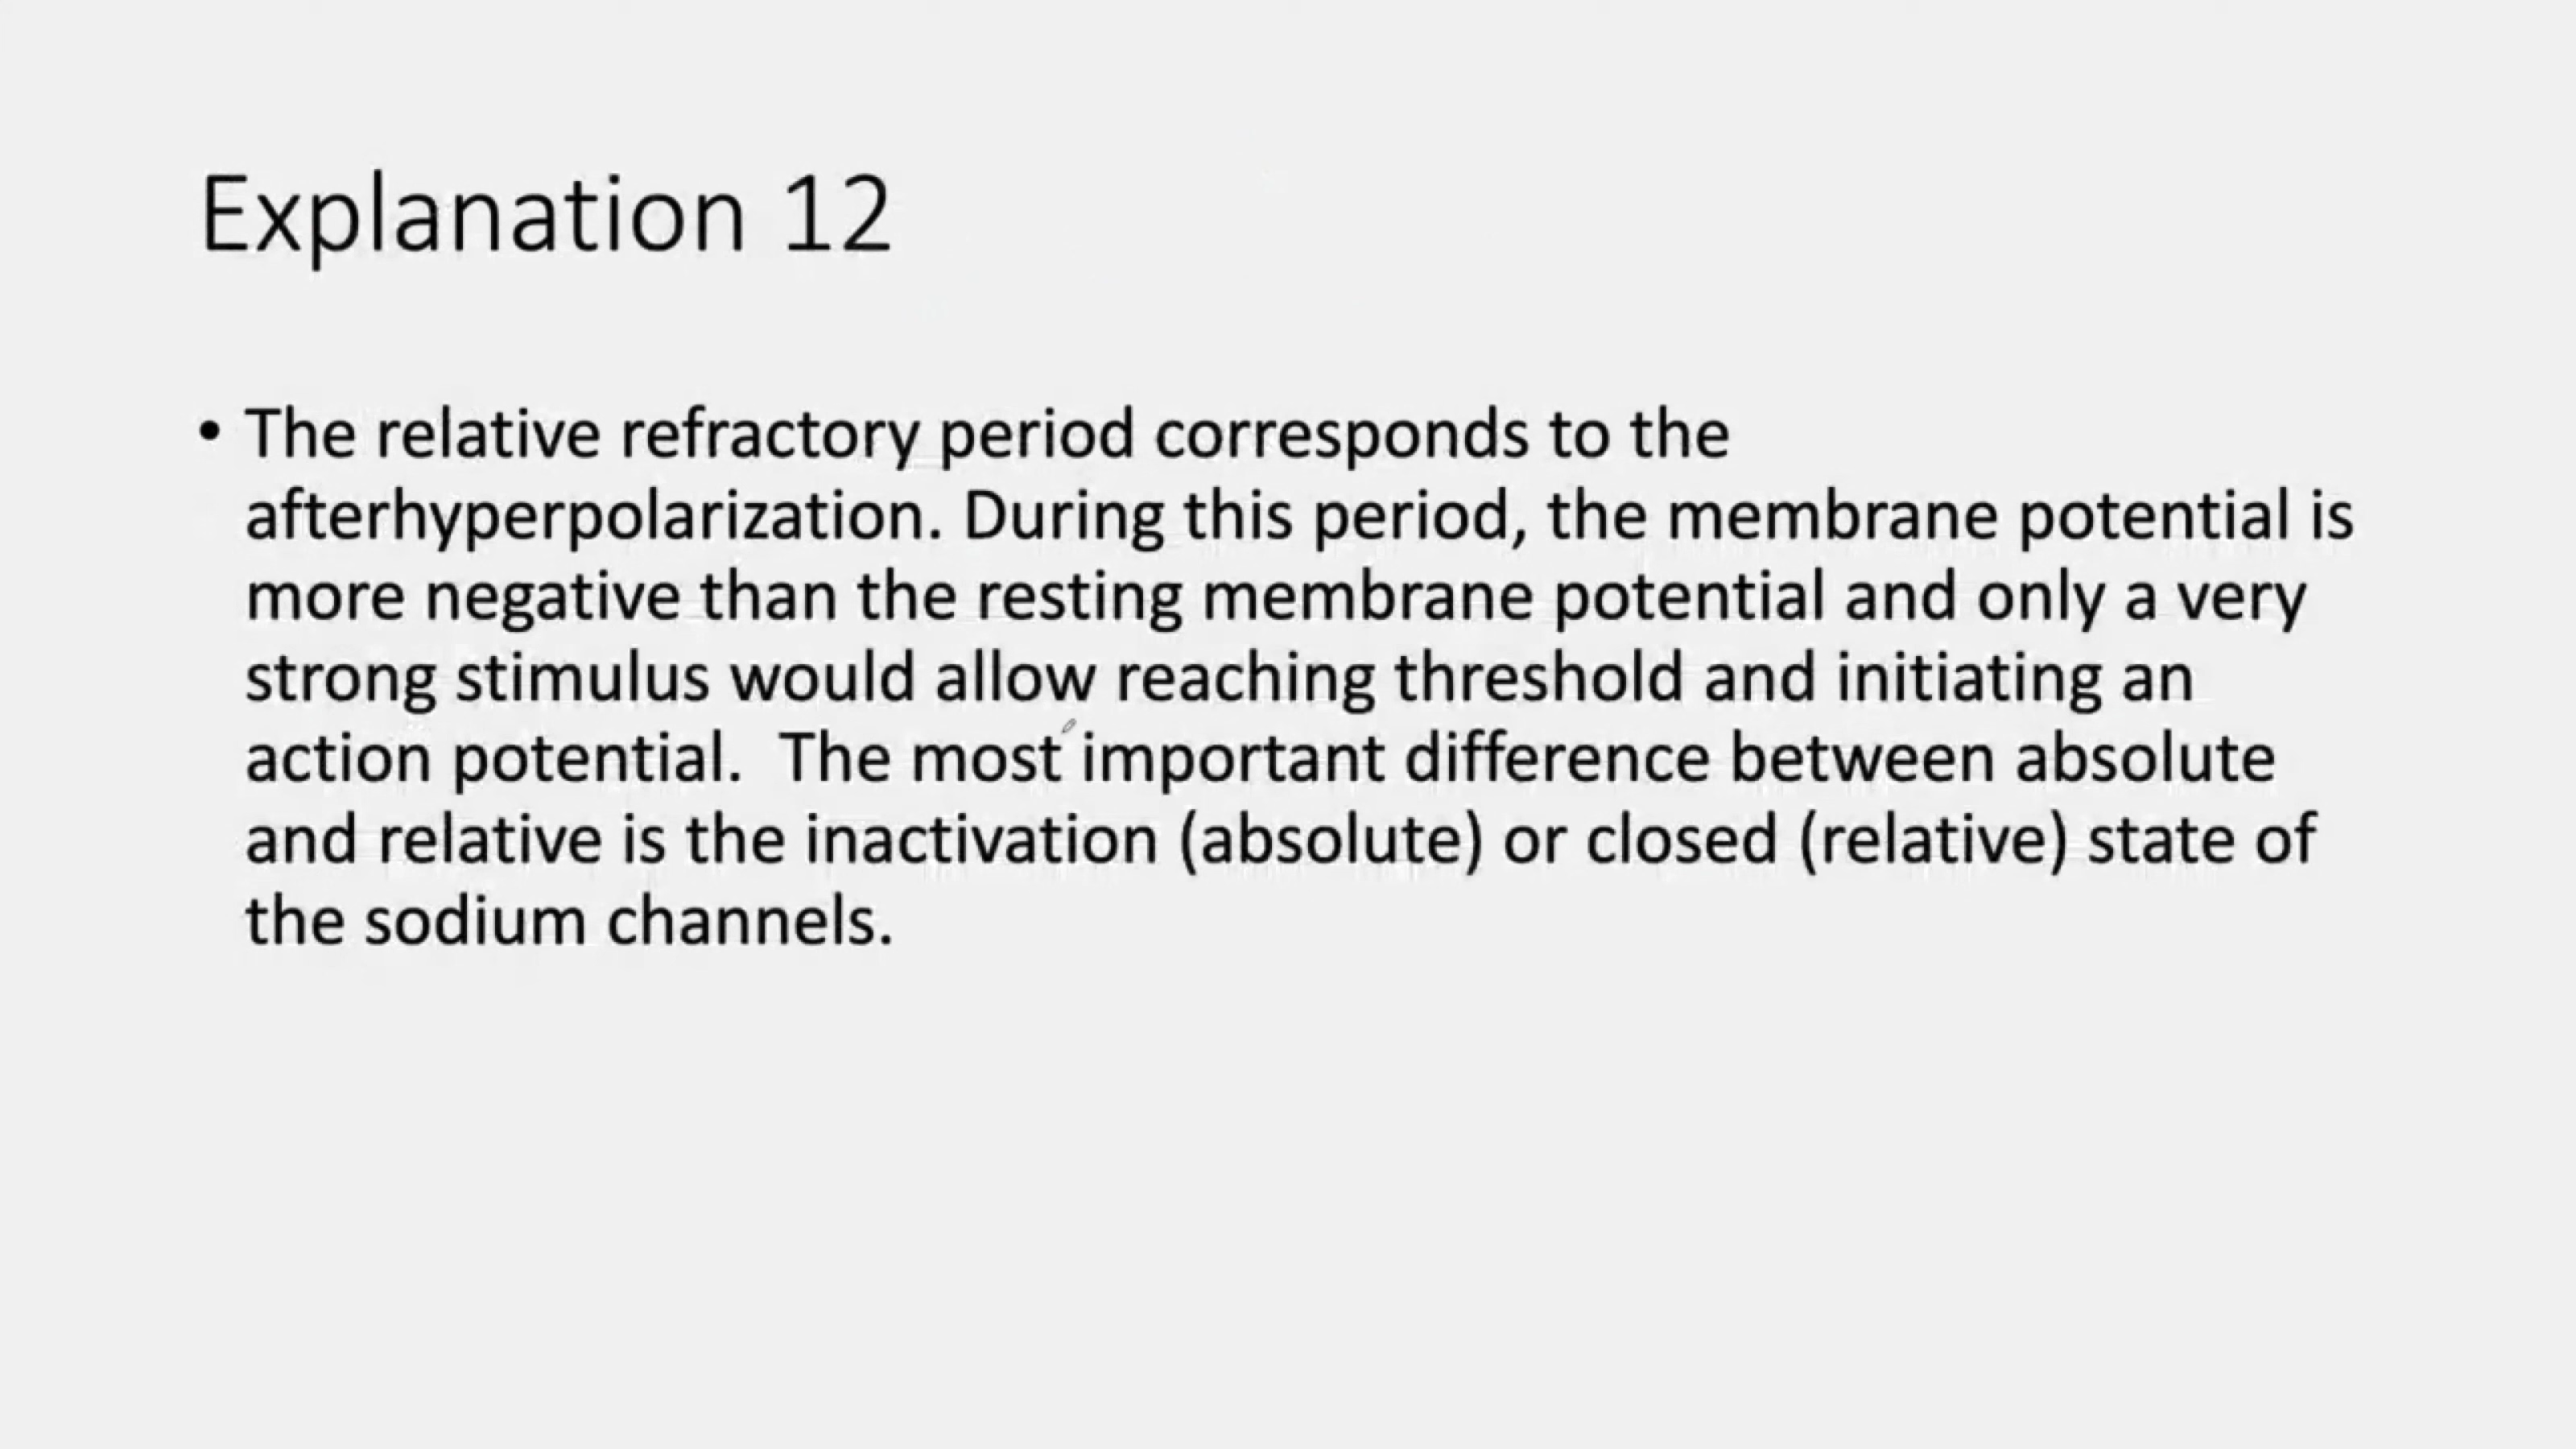 Explanation 12
• The relative refractory period corresponds to the
afterhyperpolarization. During this period, the membrane potential is
more negative than the resting membrane potential and only a very
strong stimulus would allow reaching threshold and initiating an
action potential.  The most important difference between absolute
and relative is the inactivation (absolute) or closed (relative) state of
the sodium channels.